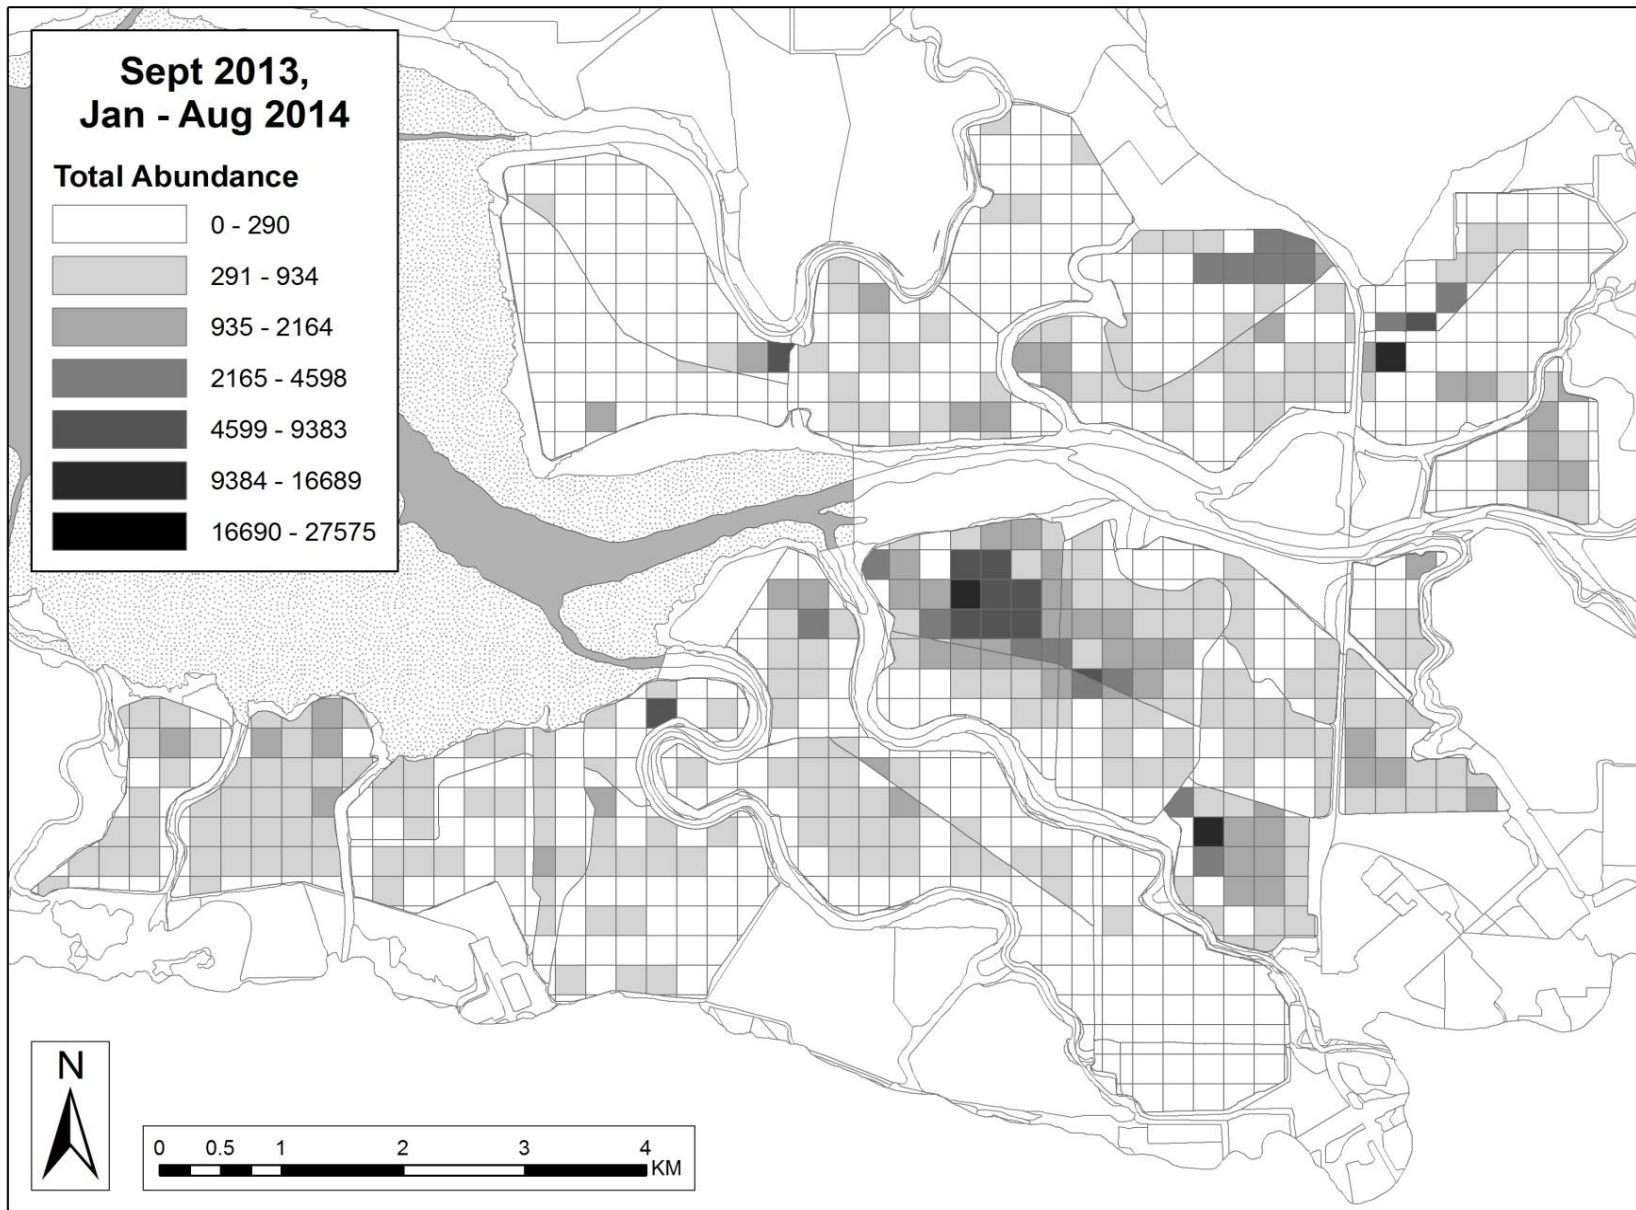 Sept 2013,
Jan - Aug 2014
Total Abundance
0 - 290
291 - 934
935 - 2164
2165 - 4598
4599 - 9383
9384 - 16689
16690 - 27575
N
0 0.5 1 2 3 4
KM